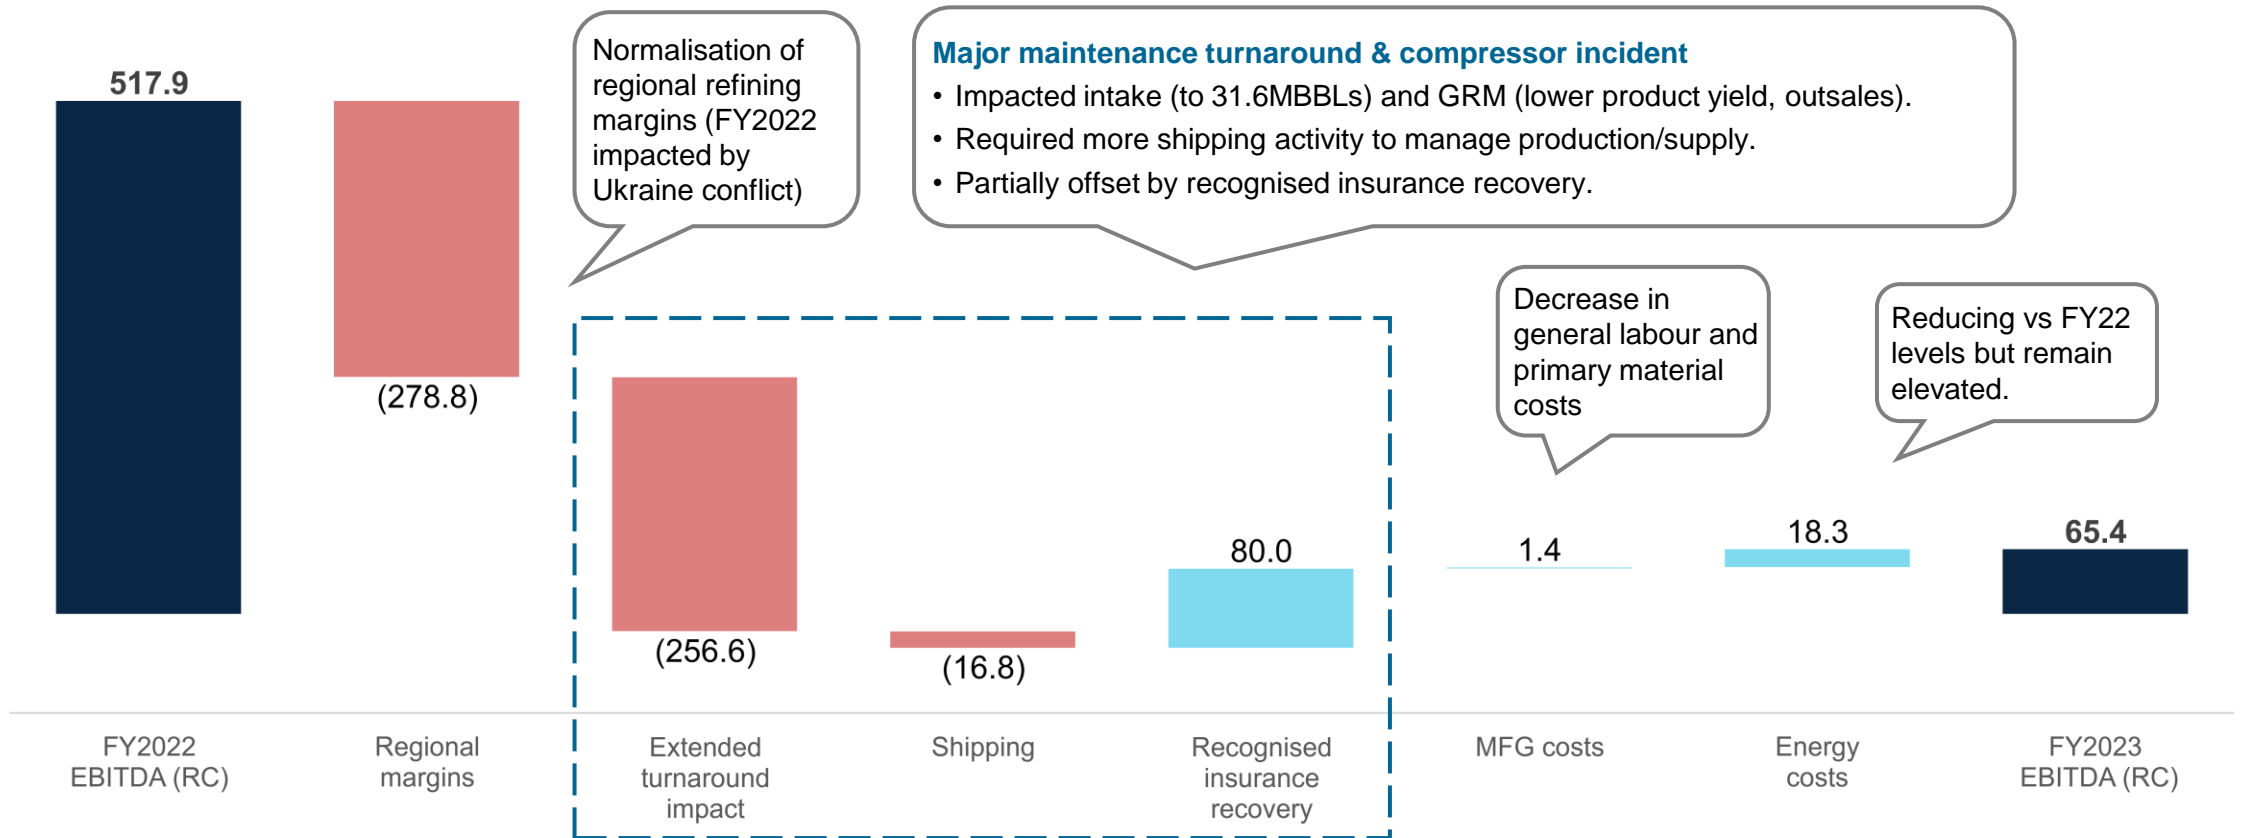 Normalisation of
regional refining
margins (FY2022
impacted by
Ukraine conflict)
Major maintenance turnaround & compressor incident
• Impacted intake (to 31.6MBBLs) and GRM (lower product yield, outsales).
• Required more shipping activity to manage production/supply.
• Partially offset by recognised insurance recovery.
Decrease in
general labour and
primary material
costs
Reducing vs FY22
levels but remain
elevated.
517.9
(278.8)
(256.6)
(16.8)
80.0
1.4
18.3
65.4
FY2022
EBITDA (RC)
Regional
margins
Extended
turnaround
impact
Shipping
Recognised
insurance
recovery
MFG costs
Energy
costs
FY2023
EBITDA (RC)